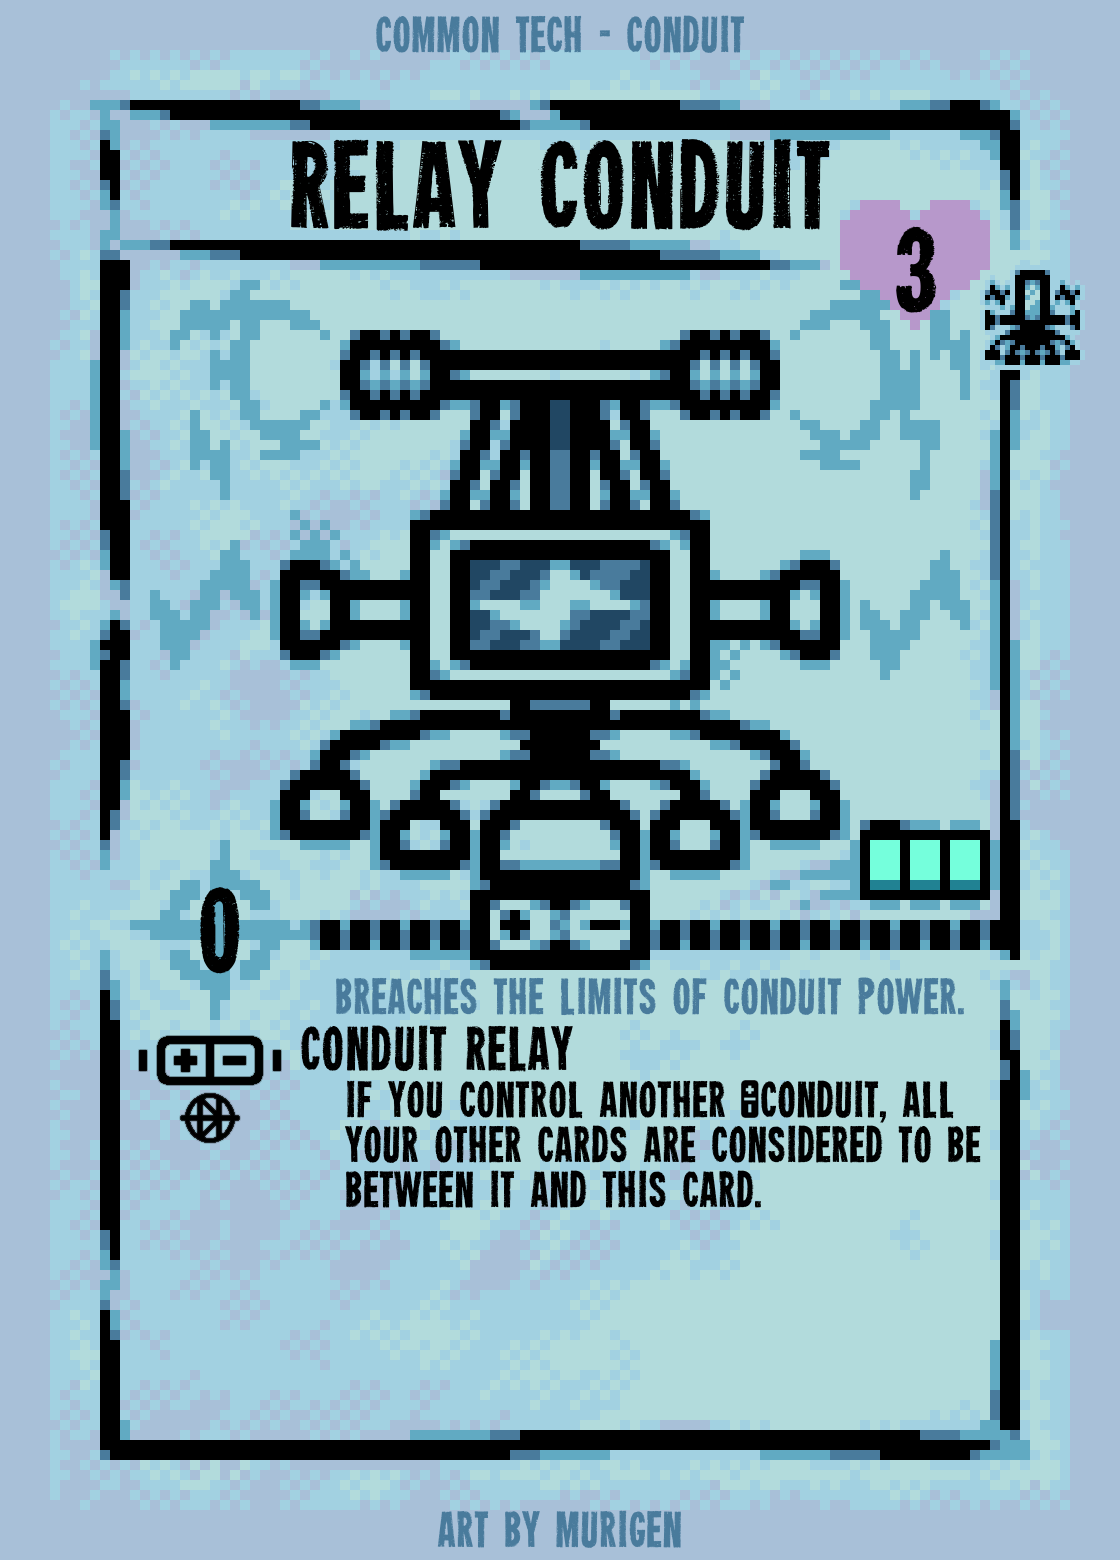 COMMON TECH - CONDUIT
RELAY CONDUIT
3
0
BREACHES THE LIMITS OF CONDUIT POWER.
CONDUIT RELAY
IF YOU CONTROL ANOTHER CONDUIT, ALL
YOUR OTHER CARDS ARE CONSIDERED TO BE
BETWEEN IT AND THIS CARD.
ART BY MURIGEN